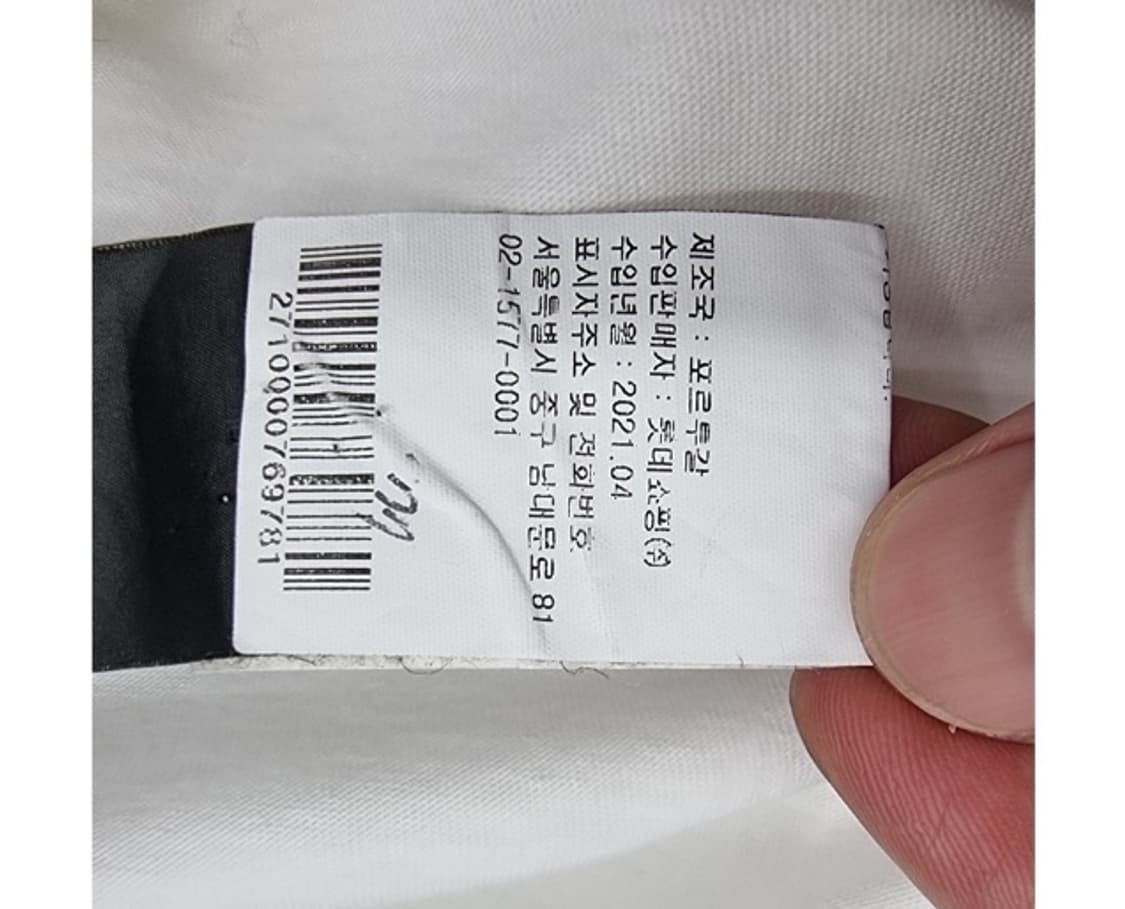 제조국 : 포르투갈
수입판매자 : 롯데쇼핑(주)
수입년월 : 2021.04
표시자주소 및 전화번호
서울특별시 중구 남대문로 81
02-1577-0001
2710000769781